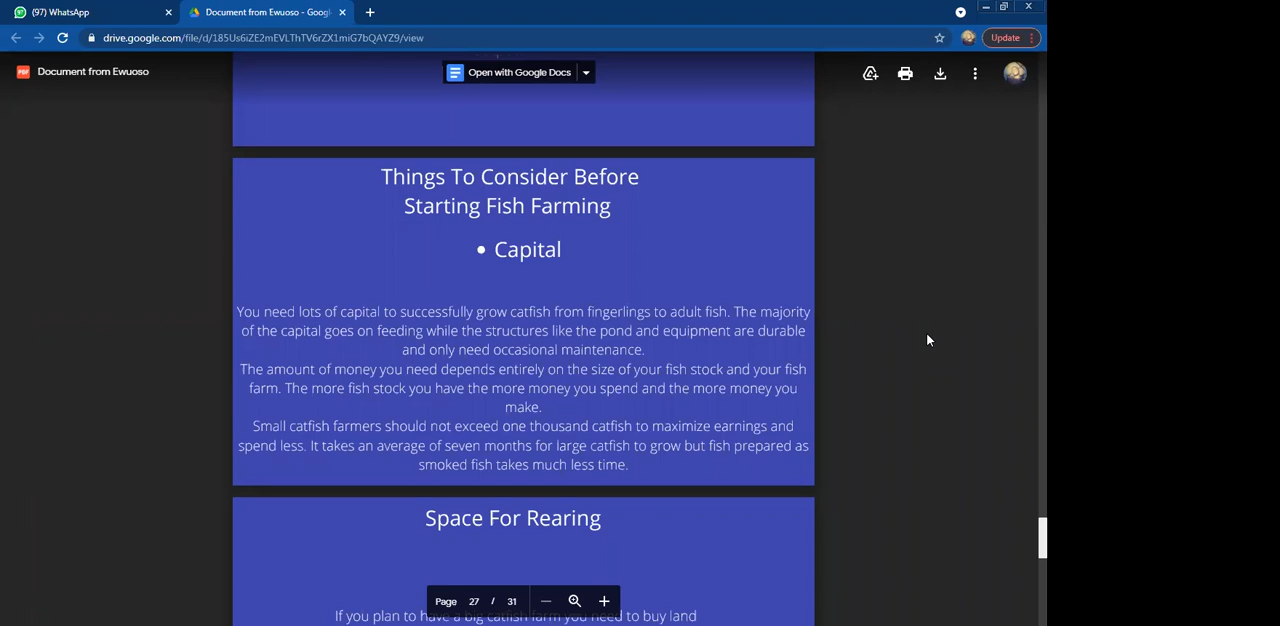 (97) WhatsApp
Document from Ewuoso - Googl
drive.google.com/file/d/185Us6iZE2mEVLThTV6rZX1miG7bQAYZ9/view
Update
PDF
Document from Ewuoso
Open with Google Docs
Things To Consider Before
Starting Fish Farming
• Capital
You need lots of capital to successfully grow catfish from fingerlings to adult fish. The majority
of the capital goes on feeding while the structures like the pond and equipment are durable
and only need occasional maintenance.
The amount of money you need depends entirely on the size of your fish stock and your fish
farm. The more fish stock you have the more money you spend and the more money you
make.
Small catfish farmers should not exceed one thousand catfish to maximize earnings and
spend less. It takes an average of seven months for large catfish to grow but fish prepared as
smoked fish takes much less time.
Space For Rearing
Page 27 / 31
If you plan to have a big catfish farm you need to buy land